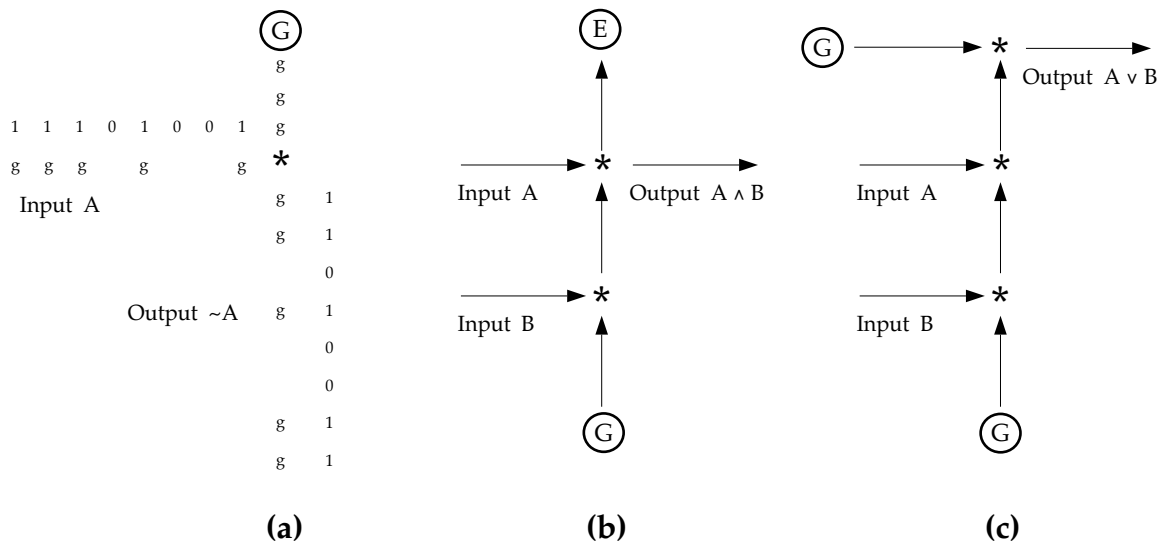 G
g
g
1 1 1 0 1 0 0 1 g
g g g g g *
Input A
g 1
g 1
0
Output ~A g 1
0
0
g 1
g 1
(a)
E
* 
Input A Output A ∧ B
*
Input B
G
(b)
G *
Output A ∨ B
*
Input A
*
Input B
G
(c)